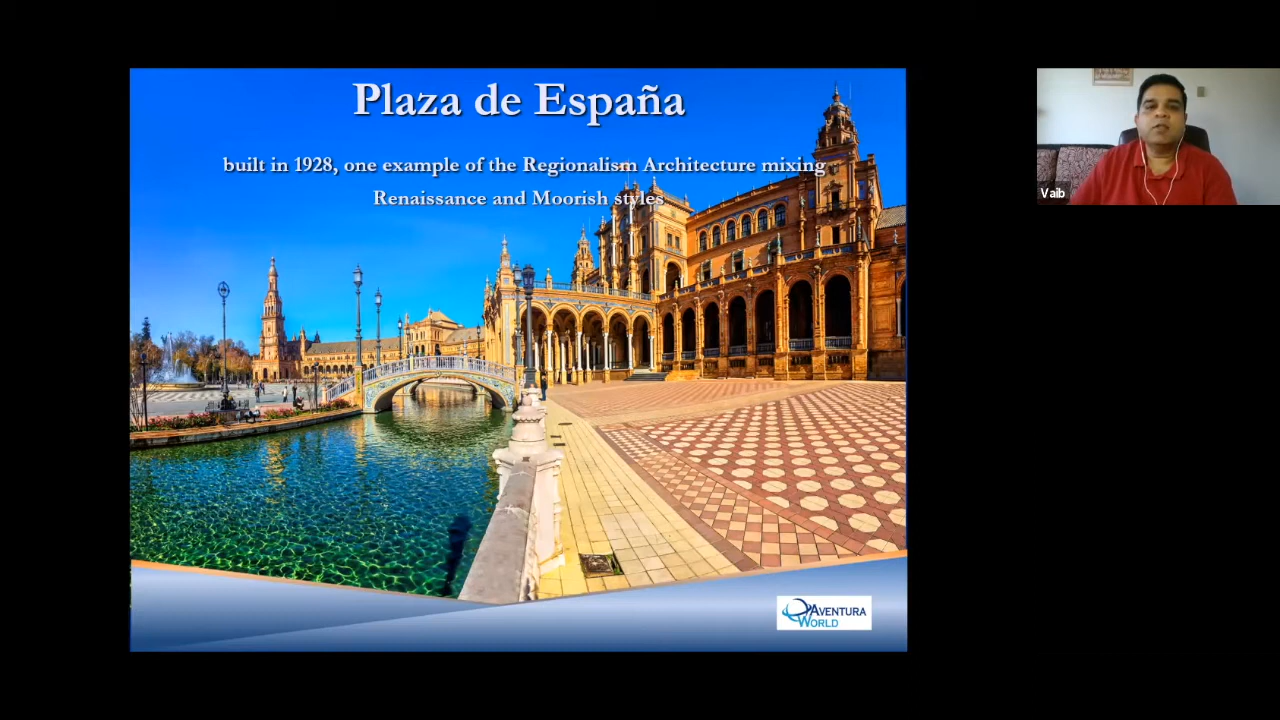 Plaza de España
built in 1928, one example of the Regionalism Architecture mixing
Renaissance and Moorish styles
Vaib
AVENTURA
WORLD